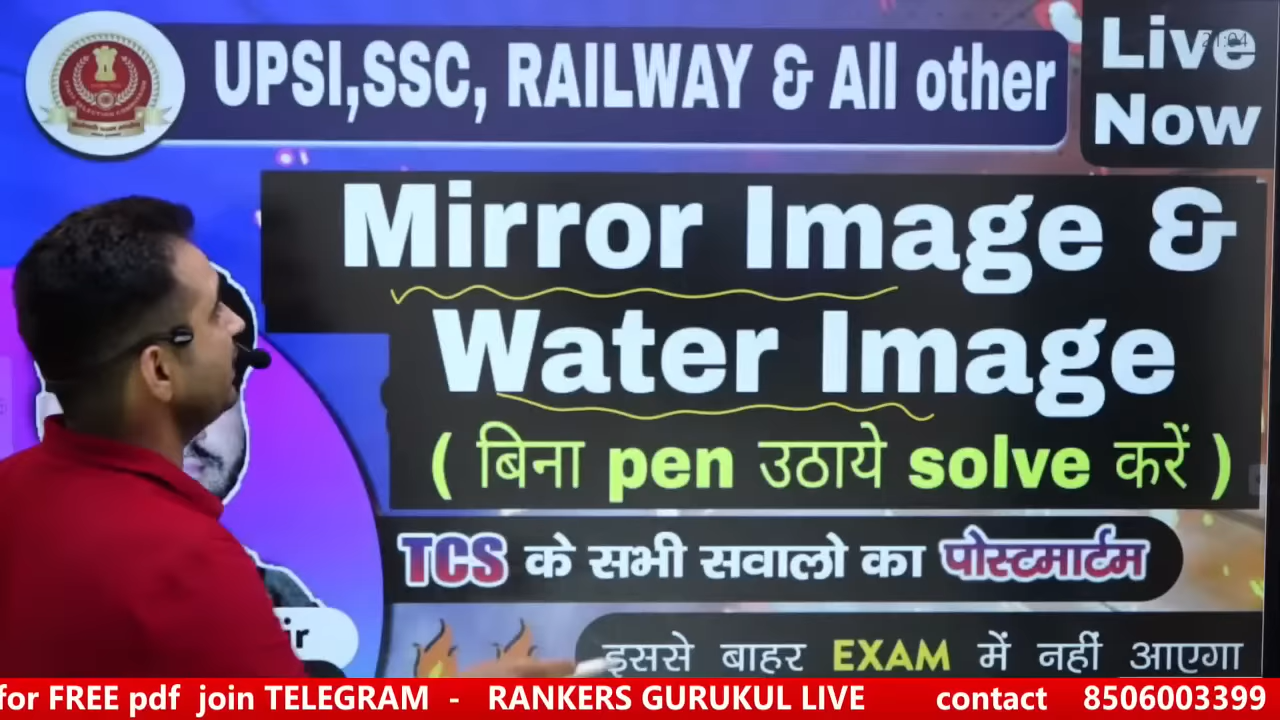 UPSI,SSC, RAILWAY & All other
Live
Now
Mirror Image &
Water Image
( बिना pen उठाये solve करें )
TCS के सभी सवालो का पोस्टमार्टम
ir
इससे बाहर EXAM में नहीं आएगा
for FREE pdf join TELEGRAM - RANKERS GURUKUL LIVE contact 8506003399